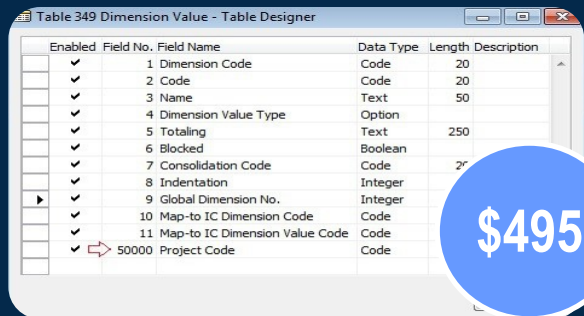 Table 349 Dimension Value - Table Designer
Enabled Field No. Field Name Data Type Length Description
1 Dimension Code Code 20
2 Code Code 20
3 Name Text 50
4 Dimension Value Type Option
5 Totaling Text 250
6 Blocked Boolean
7 Consolidation Code Code
8 Indentation Integer
9 Global Dimension No. Integer
10 Map-to IC Dimension Code Code
11 Map-to IC Dimension Value Code Code
50000 Project Code Code
$495